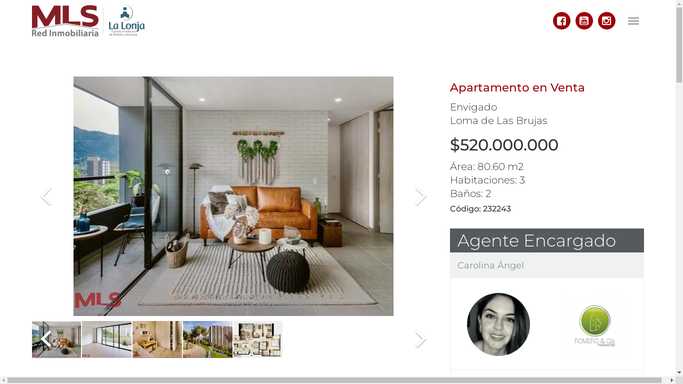 MLS
Red Inmobiliaria
La Lonja
Apartamento en Venta
Envigado
Loma de Las Brujas
$520.000.000
Área: 80.60 m2
Habitaciones: 3
Baños: 2
Código: 232243
Agente Encargado
Carolina Ángel
MLS
MLS